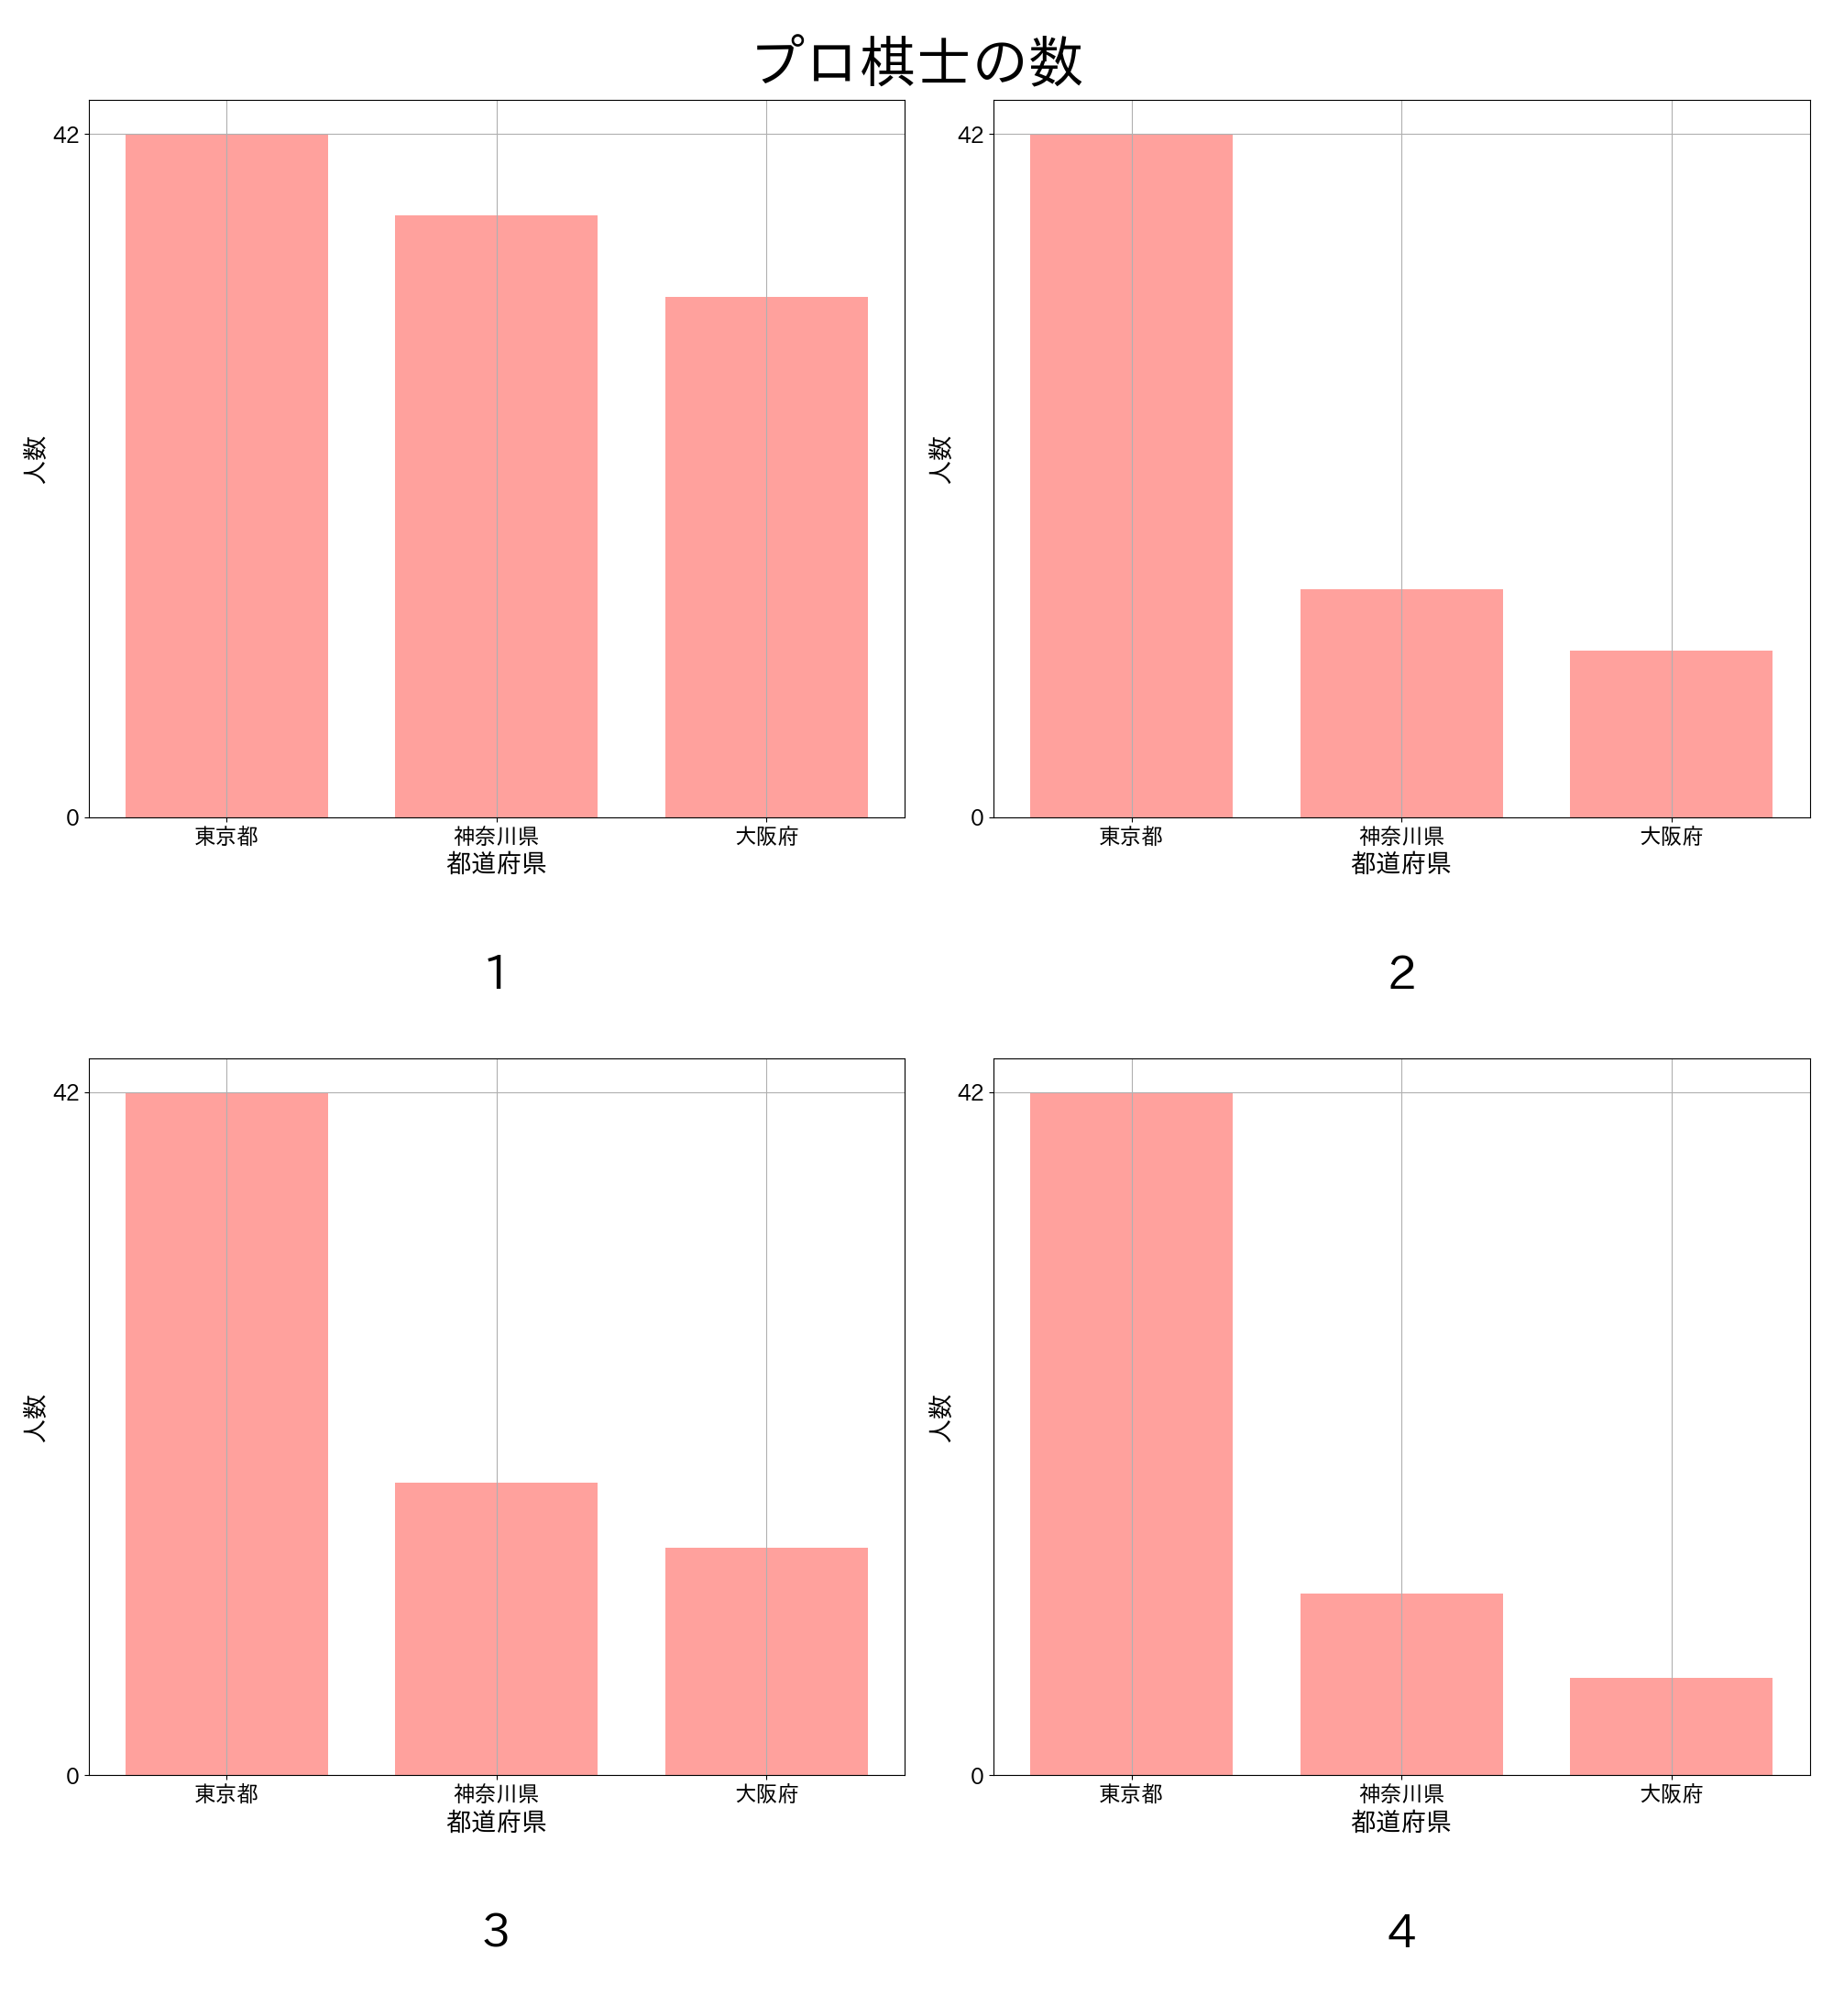 プロ棋士の数
42
人数
0
東京都 神奈川県 大阪府
都道府県
1
42
人数
0
東京都 神奈川県 大阪府
都道府県
2
42
人数
0
東京都 神奈川県 大阪府
都道府県
3
42
人数
0
東京都 神奈川県 大阪府
都道府県
4